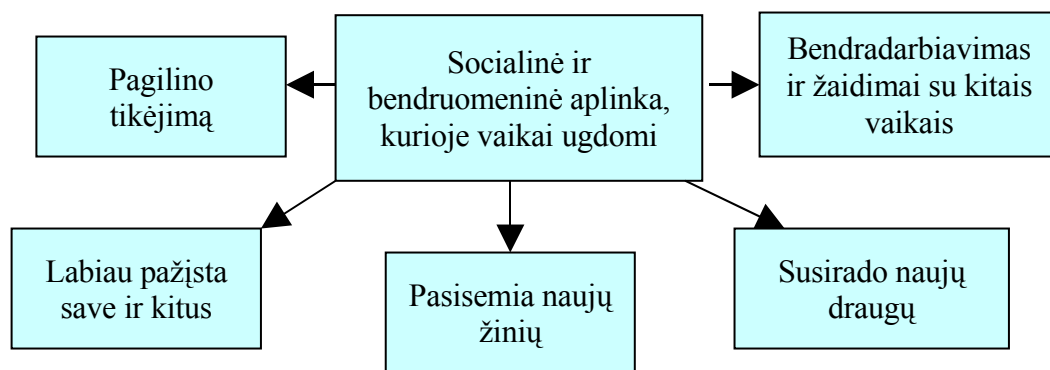 Pagilino
tikėjimą
Socialinė ir
bendruomeninė aplinka,
kurioje vaikai ugdomi
Bendradarbiavimas
ir žaidimai su kitais
vaikais
Labiau pažįsta
save ir kitus
Pasisemia naujų
žinių
Susirado naujų
draugų